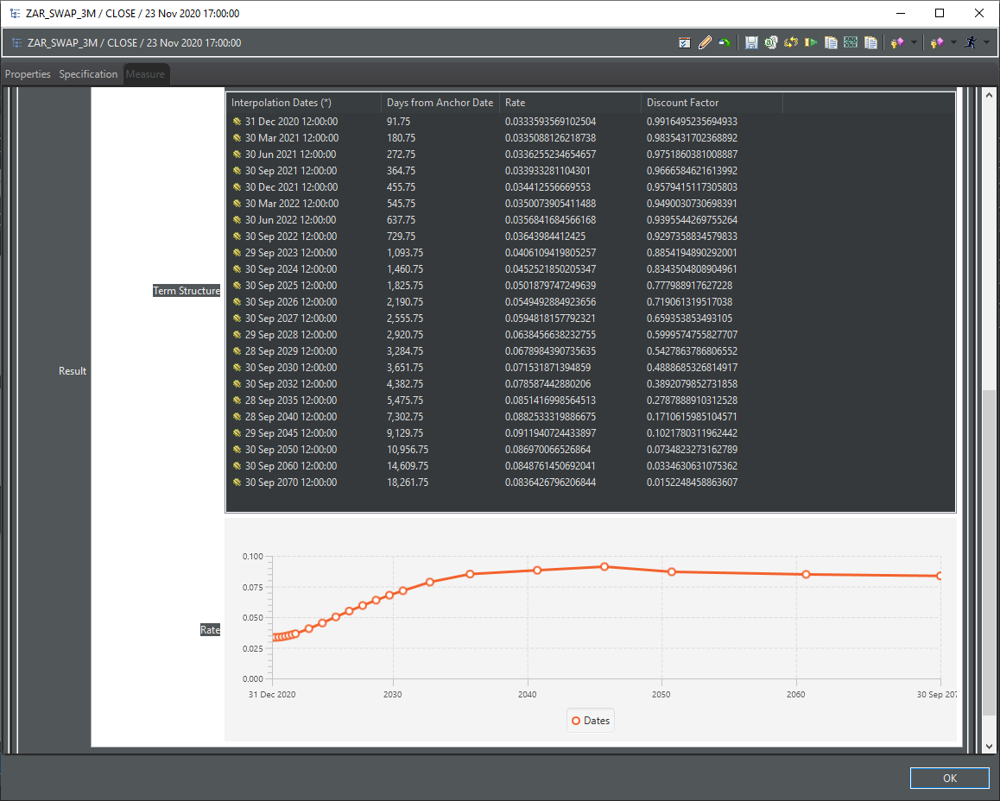 ZAR_SWAP_3M / CLOSE / 23 Nov 2020 17:00:00
ZAR_SWAP_3M / CLOSE / 23 Nov 2020 17:00:00
Properties Specification Measure
Interpolation Dates (*) Days from Anchor Date Rate Discount Factor
31 Dec 2020 12:00:00 91.75 0.0333593569102504 0.9916495235694933
30 Mar 2021 12:00:00 180.75 0.0335088126218738 0.9835431702368892
30 Jun 2021 12:00:00 272.75 0.0336255234654657 0.9751860381008887
30 Sep 2021 12:00:00 364.75 0.033933281104301 0.9666584621613992
30 Dec 2021 12:00:00 455.75 0.034412556669553 0.9579415117305803
30 Mar 2022 12:00:00 545.75 0.0350073905411488 0.9490030730698391
30 Jun 2022 12:00:00 637.75 0.0356841684566168 0.9395544269755264
30 Sep 2022 12:00:00 729.75 0.03643984412425 0.9297358834579833
29 Sep 2023 12:00:00 1,093.75 0.0406109419805257 0.8854194890292001
30 Sep 2024 12:00:00 1,460.75 0.0452521850205347 0.8343504808904961
30 Sep 2025 12:00:00 1,825.75 0.0501879747249639 0.777988917627228
30 Sep 2026 12:00:00 2,190.75 0.0549492884923656 0.719061319517038
30 Sep 2027 12:00:00 2,555.75 0.0594818157792321 0.659353853493105
29 Sep 2028 12:00:00 2,920.75 0.0638456638232755 0.5999574755827707
28 Sep 2029 12:00:00 3,284.75 0.0678984390735635 0.5427863786806552
30 Sep 2030 12:00:00 3,651.75 0.071531871394859 0.4888685326814917
30 Sep 2032 12:00:00 4,382.75 0.078587442880206 0.3892079852731858
28 Sep 2035 12:00:00 5,475.75 0.0851416998564513 0.2787888910312528
28 Sep 2040 12:00:00 7,302.75 0.0882533319886675 0.1710615985104571
29 Sep 2045 12:00:00 9,129.75 0.0911940724433897 0.1021780311962442
30 Sep 2050 12:00:00 10,956.75 0.086970066526864 0.0734823273162789
30 Sep 2060 12:00:00 14,609.75 0.0848761450692041 0.0334630631075362
30 Sep 2070 12:00:00 18,261.75 0.0836426796206844 0.0152248458863607
Term Structure
Result
0.100
0.075
0.050
0.025
0.000
Rate
31 Dec 2020 2030 2040 2050 2060 30 Sep 207
Dates
OK